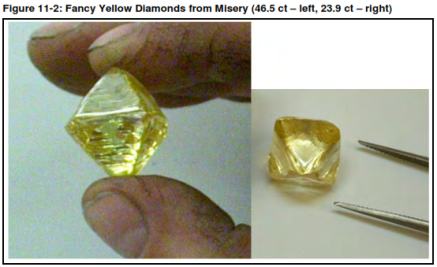 Figure 11-2: Fancy Yellow Diamonds from Misery (46.5 ct – left, 23.9 ct – right)